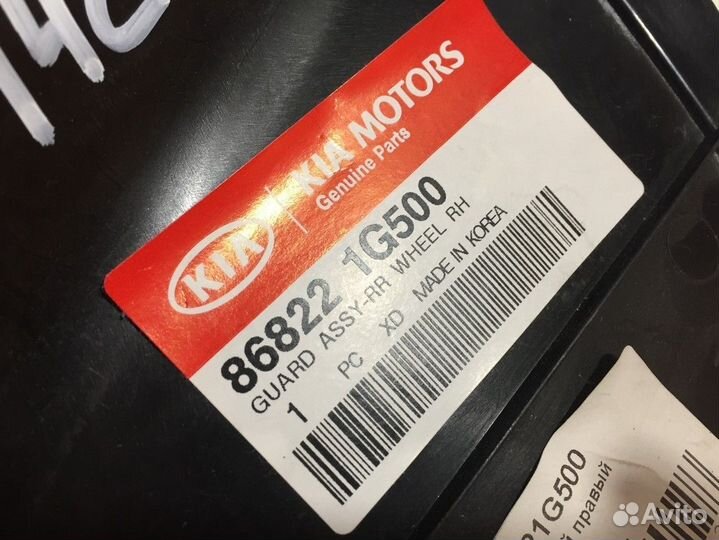 KIA
KIA MOTORS
Genuine Parts
86822 1G500
GUARD ASSY-RR WHEEL RH
1 PC XD MADE IN KOREA
21G500
правый
Avito